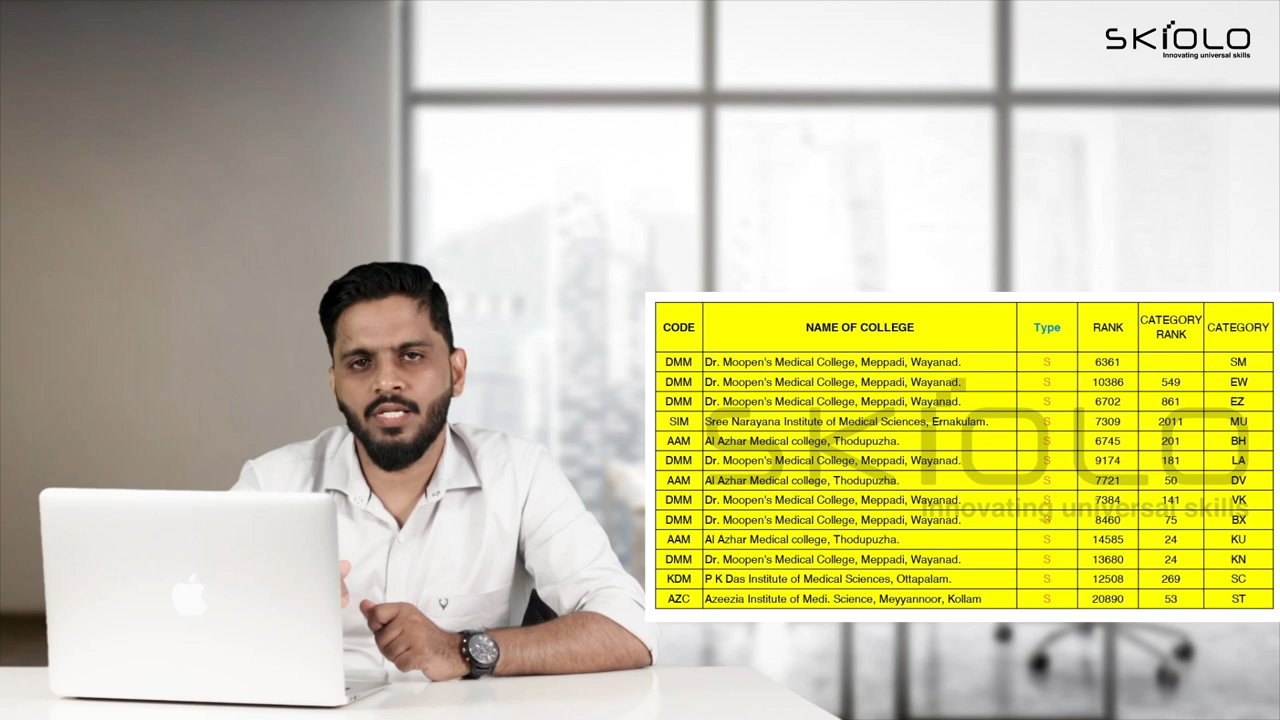 SKIOLO
Innovating universal skills
CODE NAME OF COLLEGE Type RANK CATEGORY RANK CATEGORY
DMM Dr. Moopen's Medical College, Meppadi, Wayanad. S 6361 SM
DMM Dr. Moopen's Medical College, Meppadi, Wayanad. S 10386 549 EW
DMM Dr. Moopen's Medical College, Meppadi, Wayanad. S 6702 861 EZ
SIM Sree Narayana Institute of Medical Sciences, Ernakulam. S 7309 2011 MU
AAM Al Azhar Medical college, Thodupuzha. S 6745 201 BH
DMM Dr. Moopen's Medical College, Meppadi, Wayanad. S 9174 181 LA
AAM Al Azhar Medical college, Thodupuzha. S 7721 50 DV
DMM Dr. Moopen's Medical College, Meppadi, Wayanad. S 7384 141 VK
DMM Dr. Moopen's Medical College, Meppadi, Wayanad. S 8460 75 BX
AAM Al Azhar Medical college, Thodupuzha. S 14585 24 KU
DMM Dr. Moopen's Medical College, Meppadi, Wayanad. S 13680 24 KN
KDM P K Das Institute of Medical Sciences, Ottapalam. S 12508 269 SC
AZC Azeezia Institute of Medi. Science, Meyyannoor, Kollam S 20890 53 ST
SKIOLO
Innovating universal skills